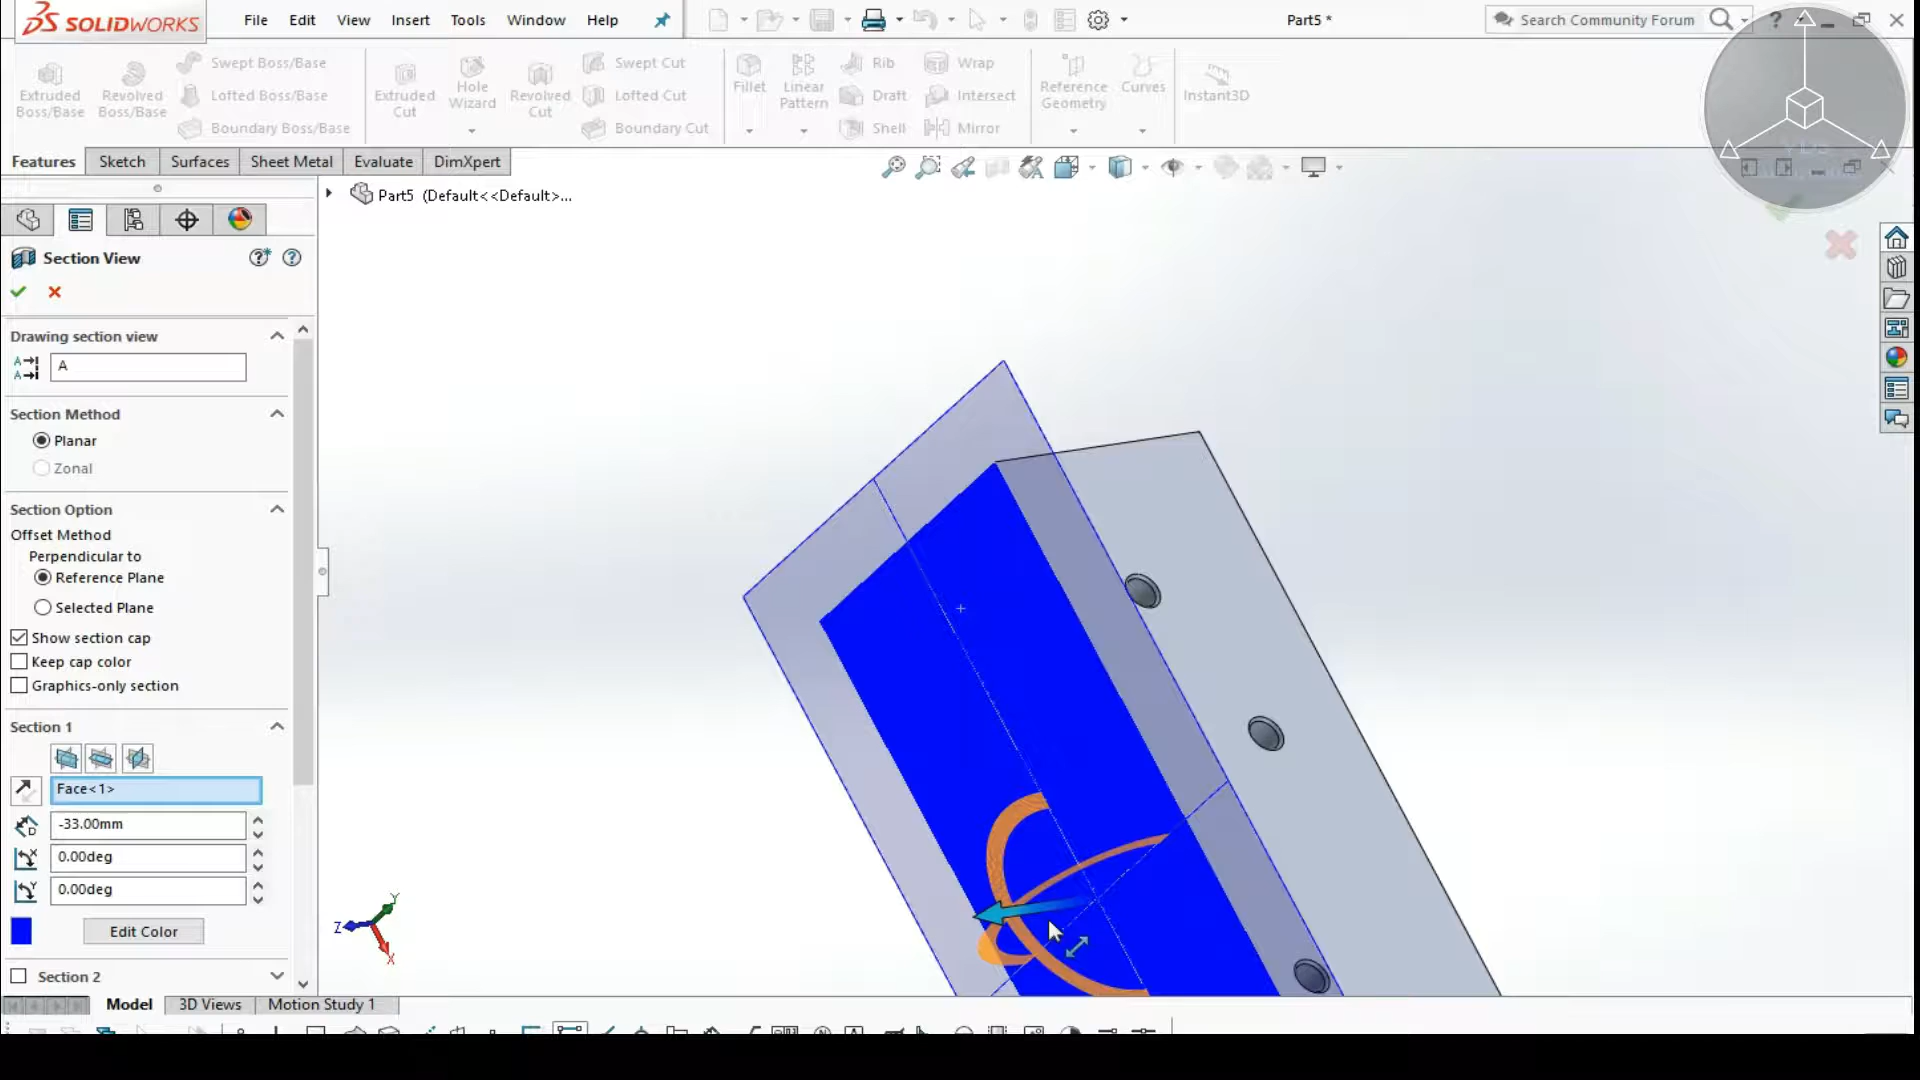 SOLIDWORKS File Edit View Insert Tools Window Help Part5 * Search Community Forum ?
Extruded Boss/Base
Revolved Boss/Base
Swept Boss/Base
Lofted Boss/Base
Boundary Boss/Base
Extruded Cut
Hole Wizard
Revolved Cut
Swept Cut
Lofted Cut
Boundary Cut
Fillet
Linear Pattern
Rib
Draft
Shell
Wrap
Intersect
Mirror
Reference Geometry
Curves
Instant3D
Features Sketch Surfaces Sheet Metal Evaluate DimXpert
Part5 (Default<<Default>...
Section View
Drawing section view
A
Section Method
Planar
Zonal
Section Option
Offset Method
Perpendicular to
Reference Plane
Selected Plane
Show section cap
Keep cap color
Graphics-only section
Section 1
Face<1>
-33.00mm
0.00deg
0.00deg
Edit Color
Section 2
Y
Z
X
Model 3D Views Motion Study 1